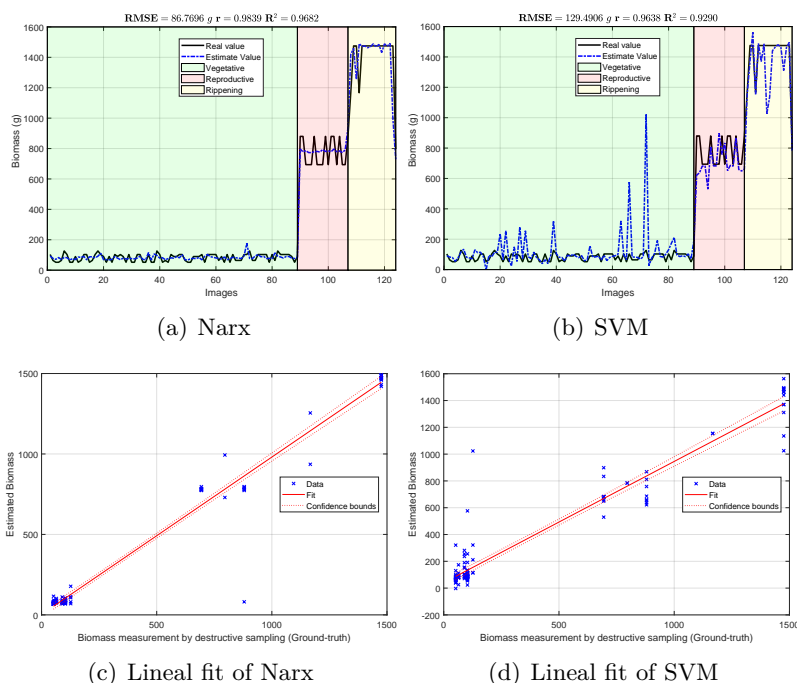 RMSE = 86.7696 g r = 0.9839 R² = 0.9682
1600
1400
1200
1000
800
600
400
200
0
Biomass (g)
Real value
Estimate Value
Vegetative
Reproductive
Rippening
0 20 40 60 80 100 120
Images
(a) Narx
RMSE = 129.4906 g r = 0.9638 R² = 0.9290
1600
1400
1200
1000
800
600
400
200
0
Biomass (g)
Real value
Estimate Value
Vegetative
Reproductive
Rippening
0 20 40 60 80 100 120
Images
(b) SVM
1500
1000
500
0
Estimated Biomass
Data
Fit
Confidence bounds
0 500 1000 1500
Biomass measurement by destructive sampling (Ground-truth)
(c) Lineal fit of Narx
1600
1400
1200
1000
800
600
400
200
0
-200
Estimated Biomass
Data
Fit
Confidence bounds
0 500 1000 1500
Biomass measurement by destructive sampling (Ground-truth)
(d) Lineal fit of SVM